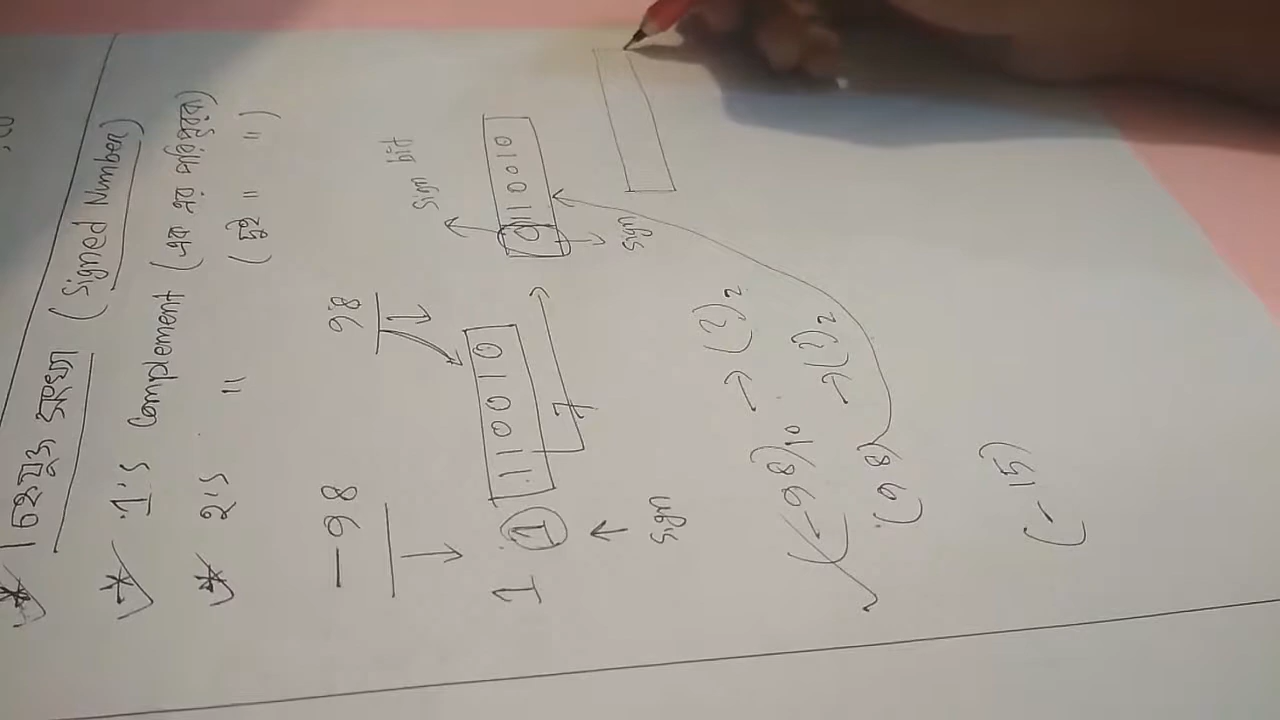 * চিহ্নযুক্ত সংখ্যা (Signed Number)
* 1's Complement (এক এর পরিপূরক)
* 2's " (দুই " ")
-98 98
sign bit
1 1 1100010 01100010
7
sign sign
(-98)10 → (?)2
(98) → (?)2
(-15)